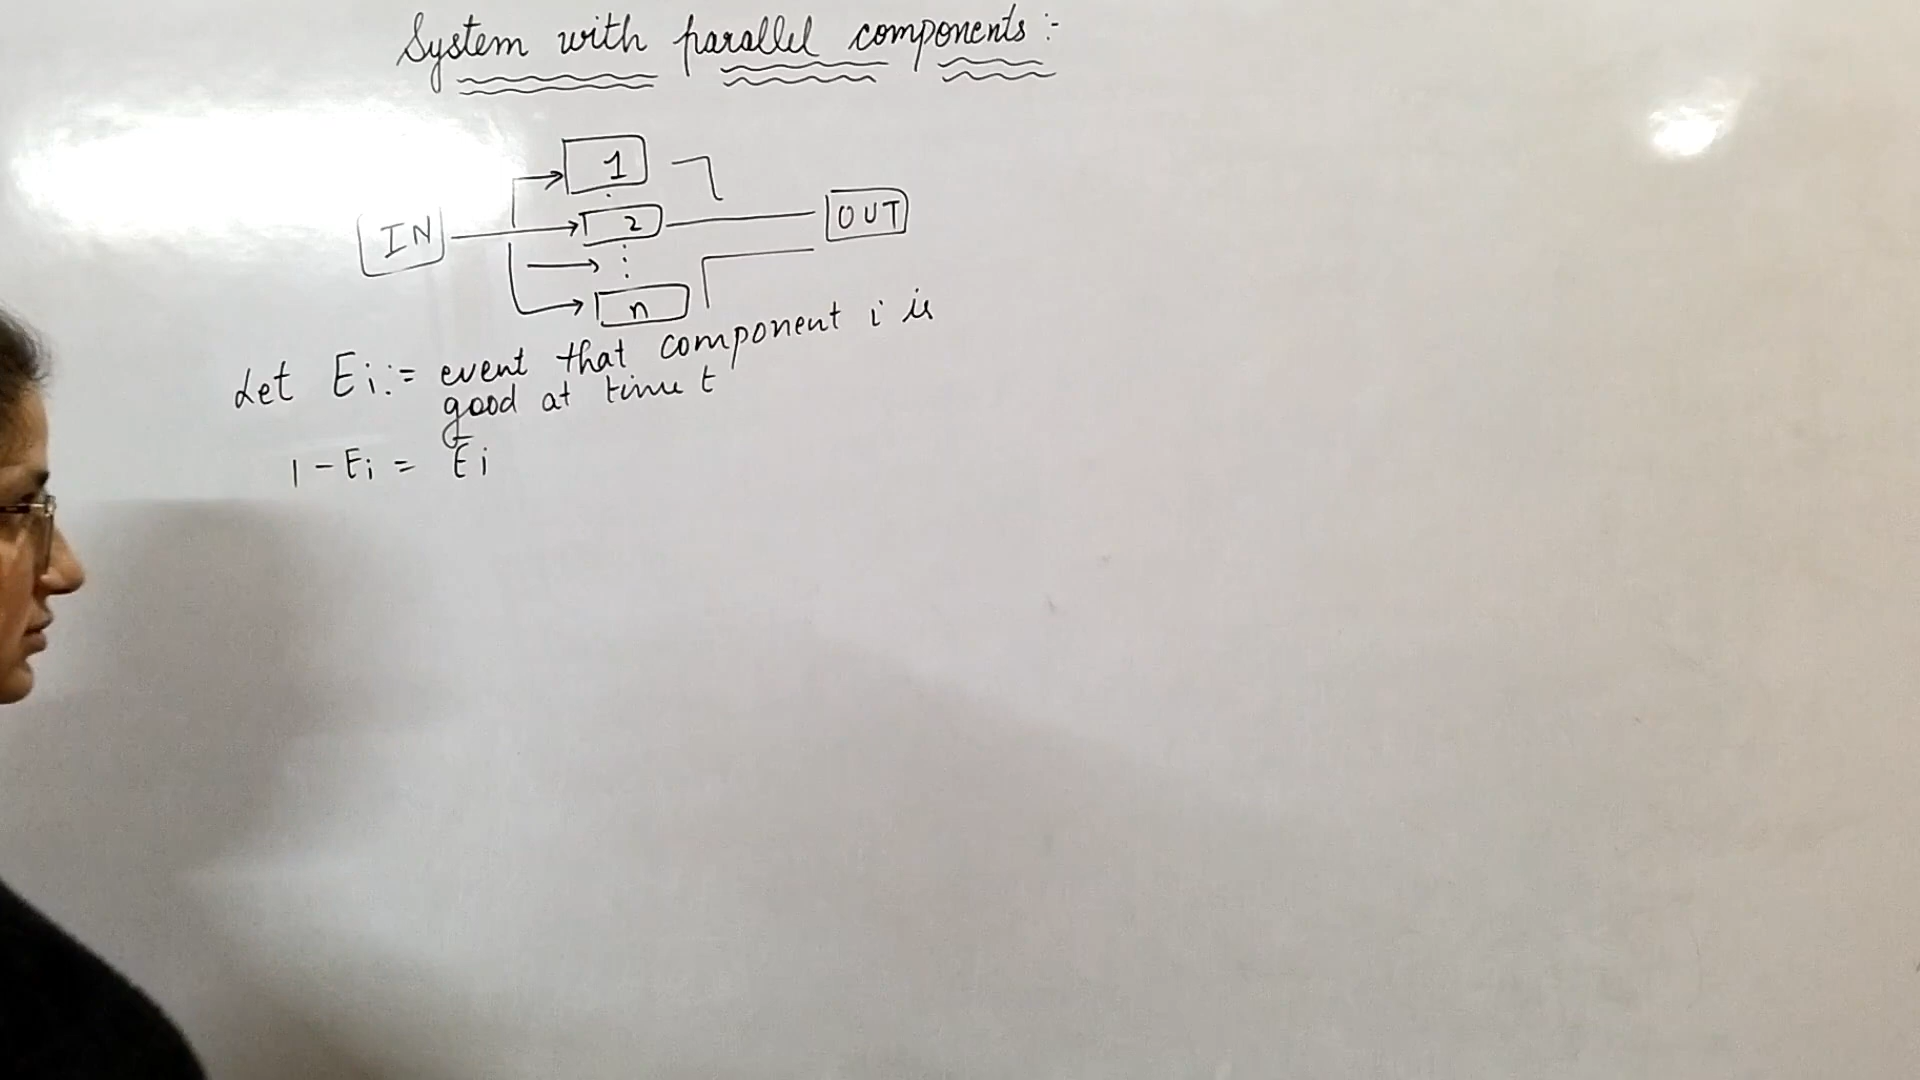 System with parallel components :-
1
IN
2
OUT
n
Let Ei := event that component i is
good at time t
1 - Ei = Ēi